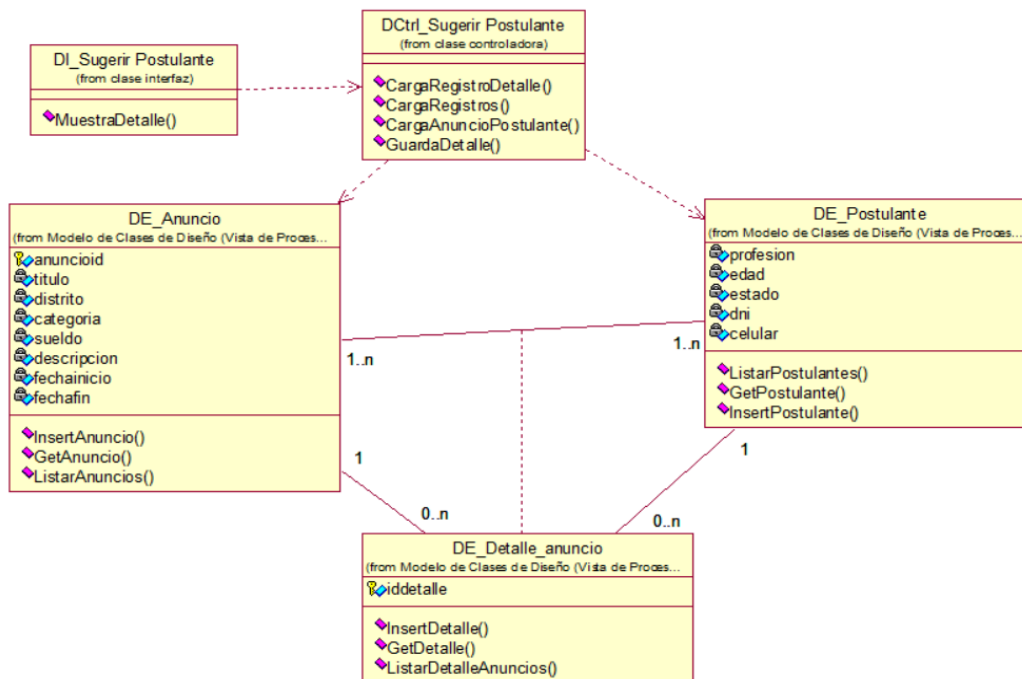 DI_Sugerir Postulante
(from clase interfaz)
MuestraDetalle()
DCtrl_Sugerir Postulante
(from clase controladora)
CargaRegistroDetalle()
CargaRegistros()
CargaAnuncioPostulante()
GuardaDetalle()
DE_Anuncio
(from Modelo de Clases de Diseño (Vista de Proces...
anuncioid
titulo
distrito
categoria
sueldo
descripcion
fechainicio
fechafin
InsertAnuncio()
GetAnuncio()
ListarAnuncios()
DE_Postulante
(from Modelo de Clases de Diseño (Vista de Proces...
profesion
edad
estado
dni
celular
ListarPostulantes()
GetPostulante()
InsertPostulante()
1..n
1..n
1
1
0..n
0..n
DE_Detalle_anuncio
(from Modelo de Clases de Diseño (Vista de Proces...
iddetalle
InsertDetalle()
GetDetalle()
ListarDetalleAnuncios()